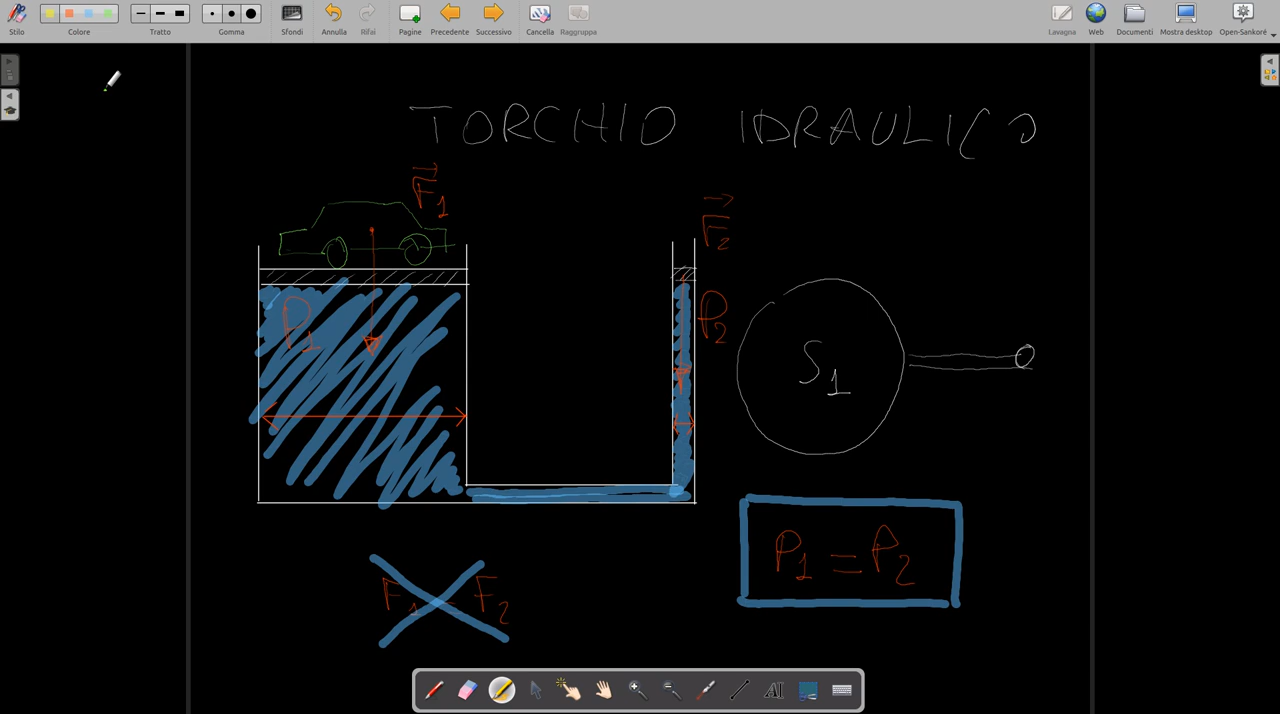 Stilo Colore Tratto Gomma Sfondi Annulla Rifai Pagine Precedente Successivo Cancella Raggruppa Lavagna Web Documenti Mostra desktop Open-Sankoré
TORCHIO IDRAULICO
F1
F2
P1
P2
S1
P1 = P2
F1 = F2
AI